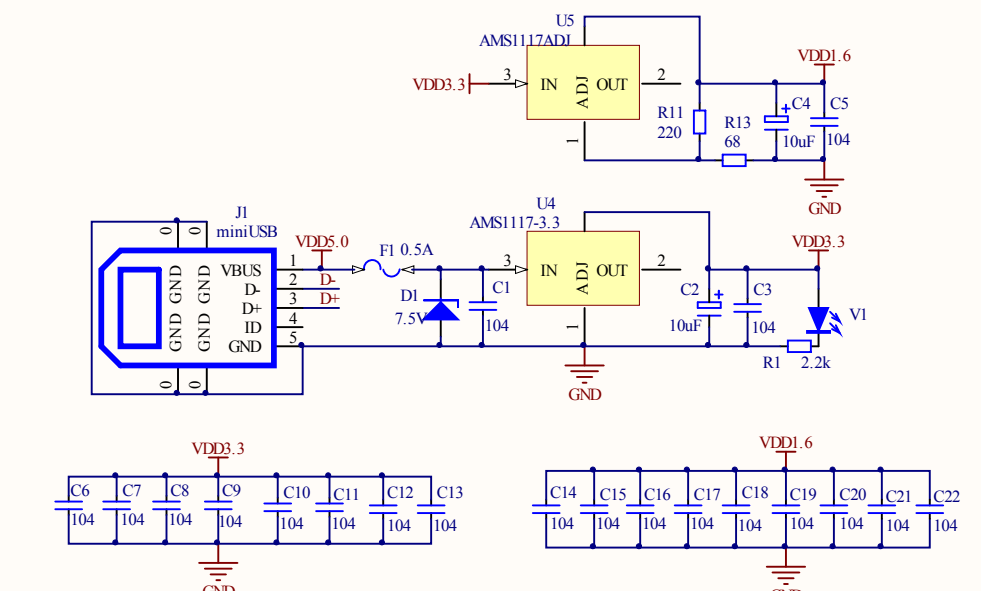 U5
AMS1117ADJ
VDD3.3
3
IN
ADJ
OUT
2
1
VDD1.6
R11
220
R13
68
C4
10uF
C5
104
GND
J1
miniUSB
0
0
GND
GND
GND
GND
0
0
VBUS
D-
D+
ID
GND
1
2
3
4
5
VDD5.0
D-
D+
F1 0.5A
D1
7.5V
C1
104
U4
AMS1117-3.3
3
IN
ADJ
OUT
2
1
GND
C2
10uF
C3
104
VDD3.3
V1
R1
2.2k
VDD3.3
C6
104
C7
104
C8
104
C9
104
C10
104
C11
104
C12
104
C13
104
GND
VDD1.6
C14
104
C15
104
C16
104
C17
104
C18
104
C19
104
C20
104
C21
104
C22
104